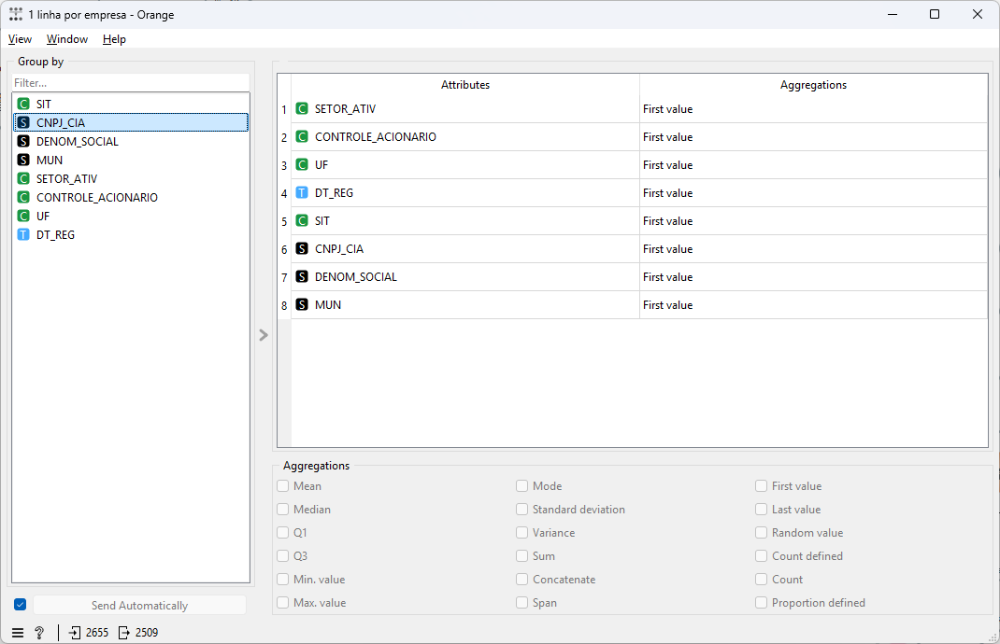 1 linha por empresa - Orange
View Window Help
Group by
Filter...
C SIT
S CNPJ_CIA
S DENOM_SOCIAL
S MUN
C SETOR_ATIV
C CONTROLE_ACIONARIO
C UF
T DT_REG
Send Automatically
2655 2509
Attributes Aggregations
1 C SETOR_ATIV First value
2 C CONTROLE_ACIONARIO First value
3 C UF First value
4 T DT_REG First value
5 C SIT First value
6 S CNPJ_CIA First value
7 S DENOM_SOCIAL First value
8 S MUN First value
Aggregations
Mean Mode First value
Median Standard deviation Last value
Q1 Variance Random value
Q3 Sum Count defined
Min. value Concatenate Count
Max. value Span Proportion defined